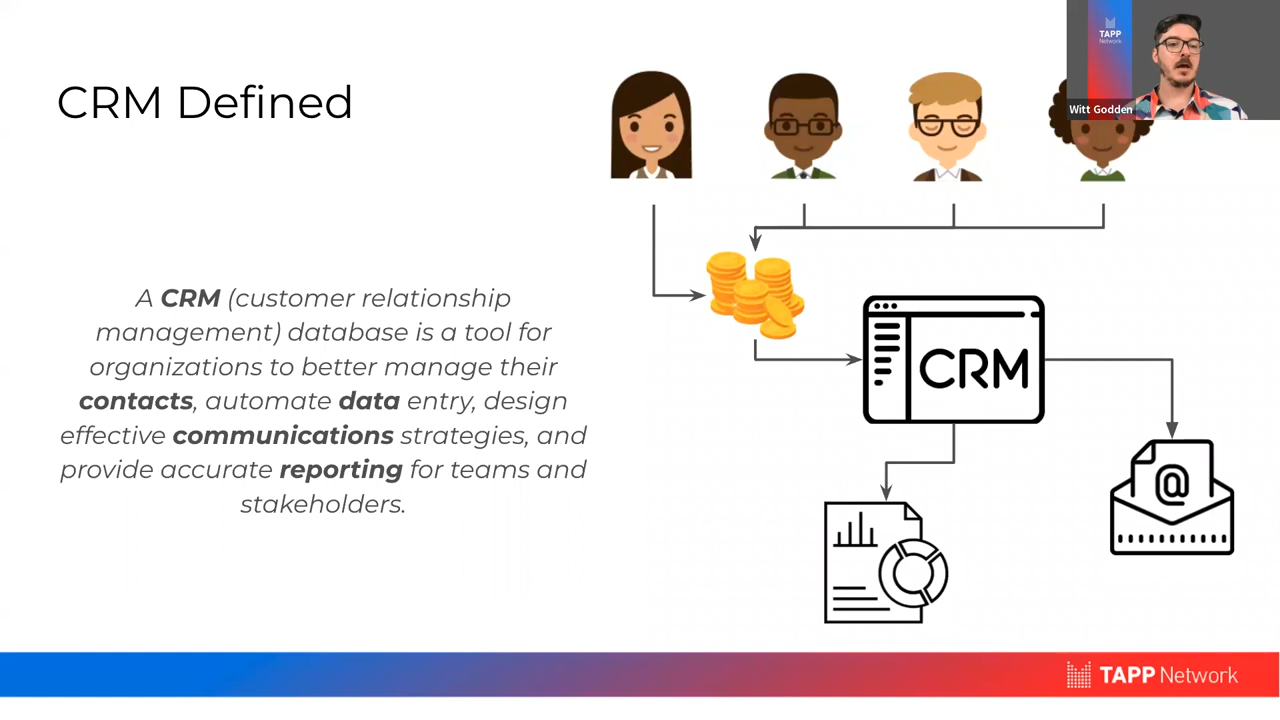 CRM Defined
TAPP
Network
Witt Godden
A CRM (customer relationship
management) database is a tool for
organizations to better manage their
contacts, automate data entry, design
effective communications strategies, and
provide accurate reporting for teams and
stakeholders.
CRM
@
TAPP Network